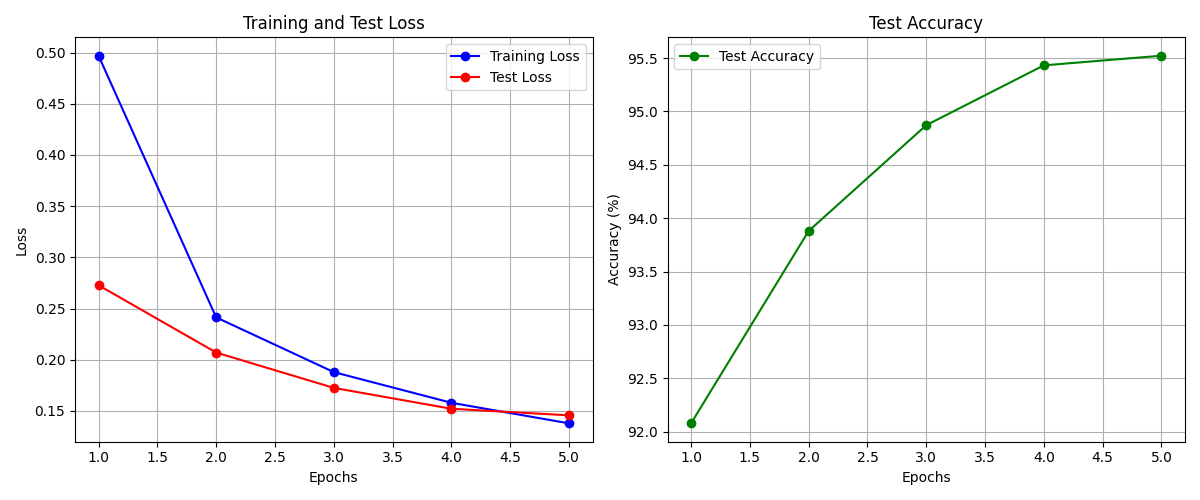 Training and Test Loss
Training Loss
Test Loss
0.50
0.45
0.40
0.35
0.30
0.25
0.20
0.15
Loss
1.0 1.5 2.0 2.5 3.0 3.5 4.0 4.5 5.0
Epochs
Test Accuracy
Test Accuracy
95.5
95.0
94.5
94.0
93.5
93.0
92.5
92.0
Accuracy (%)
1.0 1.5 2.0 2.5 3.0 3.5 4.0 4.5 5.0
Epochs